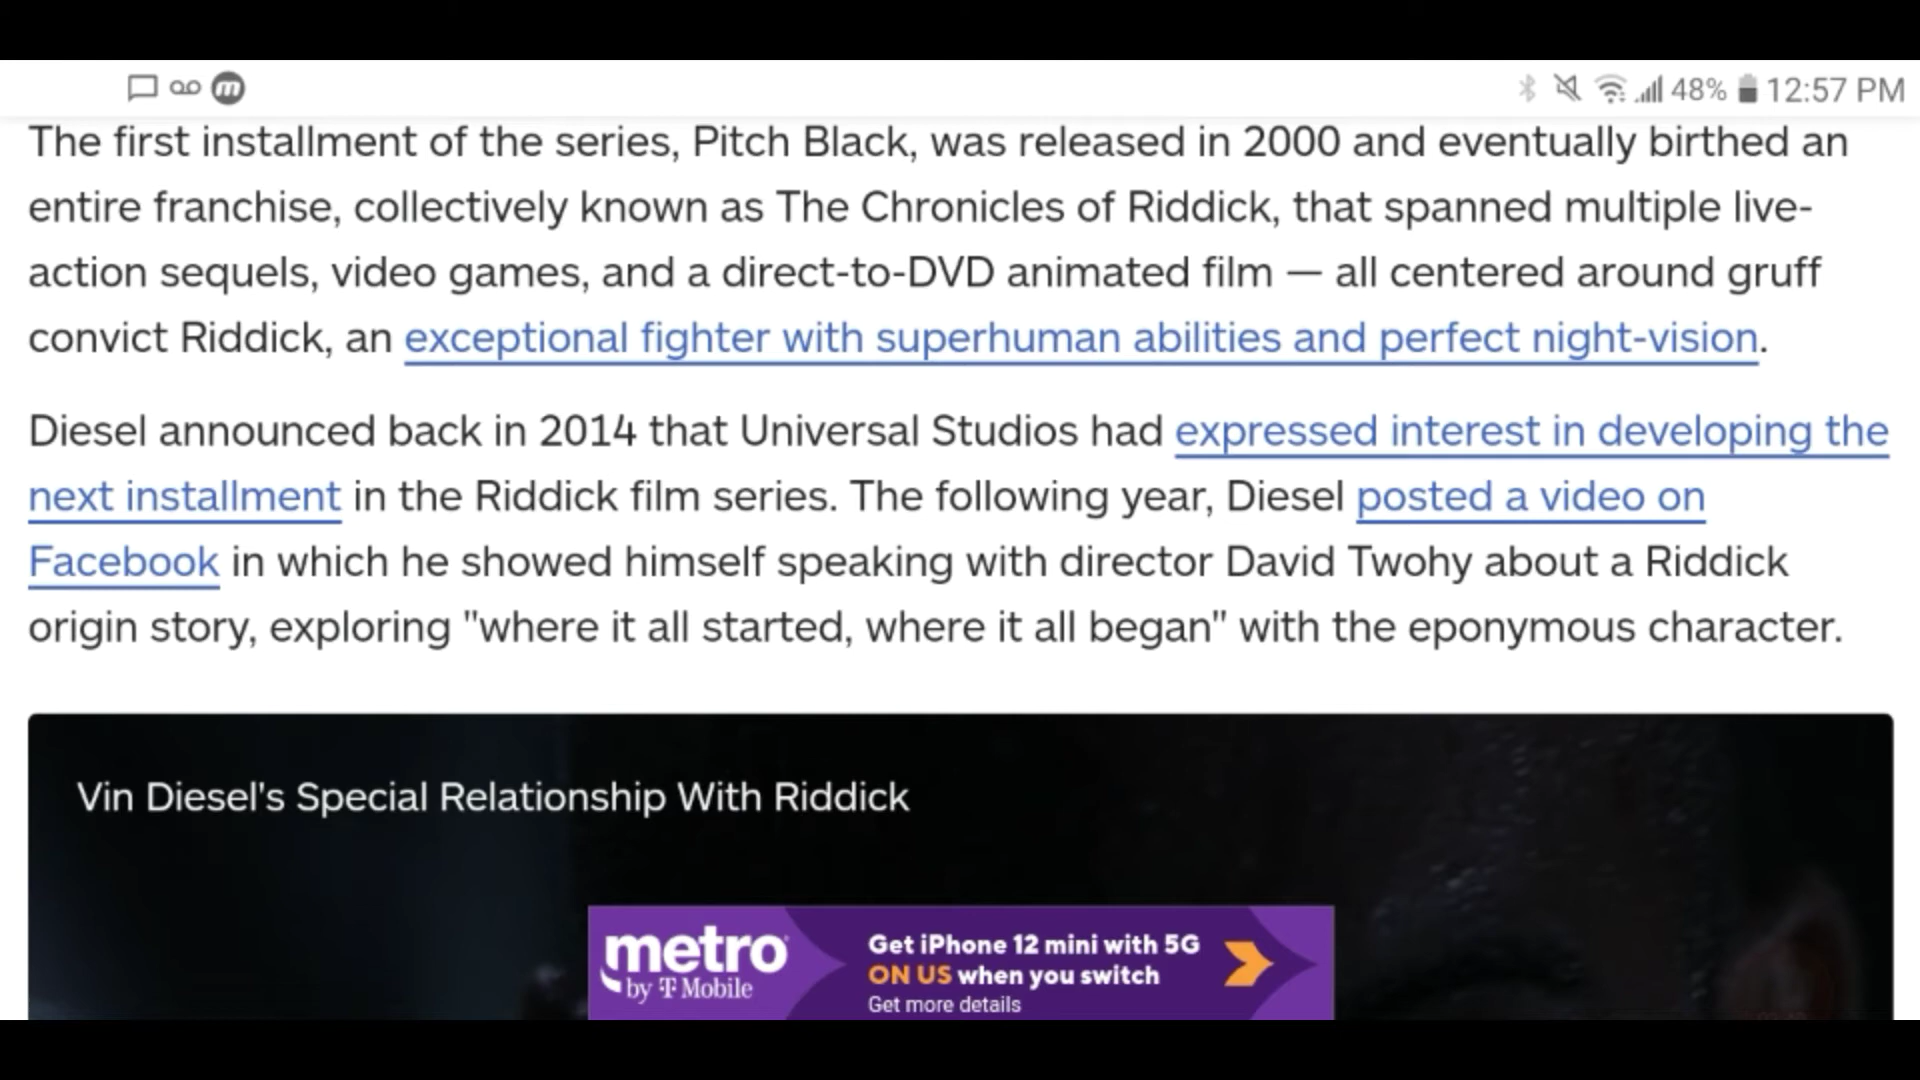 48% 12:57 PM
The first installment of the series, Pitch Black, was released in 2000 and eventually birthed an
entire franchise, collectively known as The Chronicles of Riddick, that spanned multiple live-
action sequels, video games, and a direct-to-DVD animated film — all centered around gruff
convict Riddick, an exceptional fighter with superhuman abilities and perfect night-vision.
Diesel announced back in 2014 that Universal Studios had expressed interest in developing the
next installment in the Riddick film series. The following year, Diesel posted a video on
Facebook in which he showed himself speaking with director David Twohy about a Riddick
origin story, exploring "where it all started, where it all began" with the eponymous character.
Vin Diesel's Special Relationship With Riddick
metro
by T Mobile
Get iPhone 12 mini with 5G
ON US when you switch
Get more details